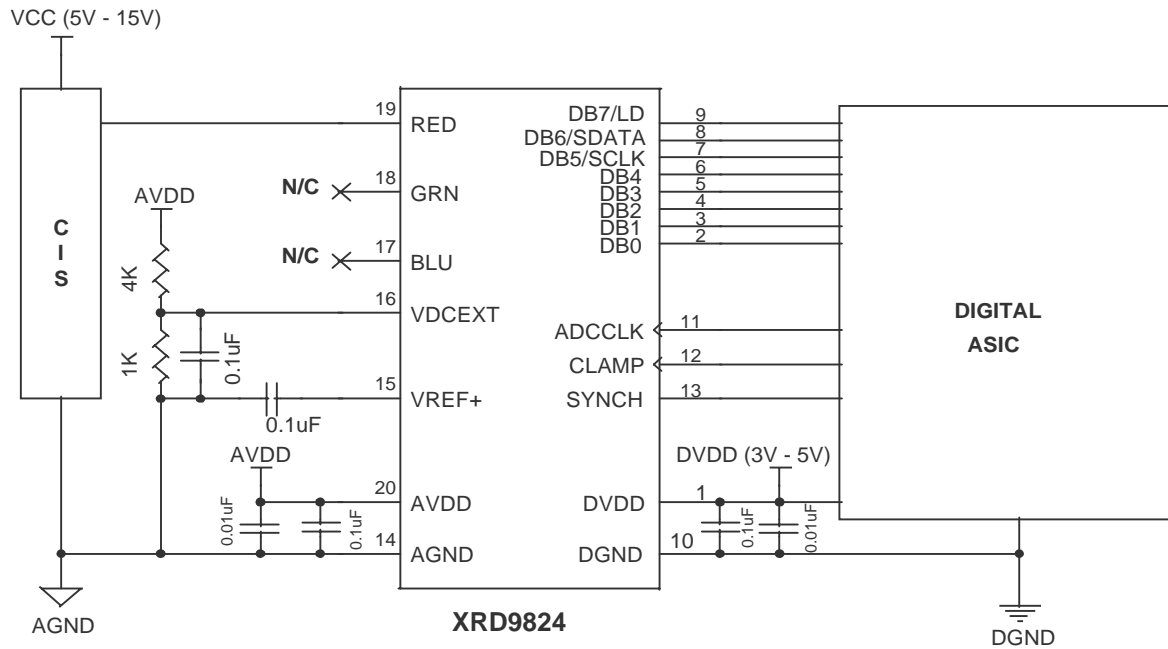 VCC (5V - 15V)
C
I
S
AVDD
4K
1K
0.1uF
0.1uF
N/C
N/C
19
RED
18
GRN
17
BLU
16
VDCEXT
15
VREF+
AVDD
20
AVDD
0.01uF
0.1uF
14
AGND
AGND
DB7/LD
9
DB6/SDATA
8
DB5/SCLK
7
DB4
6
DB3
5
DB2
4
DB1
3
DB0
2
ADCCLK
11
CLAMP
12
SYNCH
13
DVDD (3V - 5V)
DVDD
1
0.1uF
0.01uF
DGND
10
DIGITAL
ASIC
XRD9824
DGND